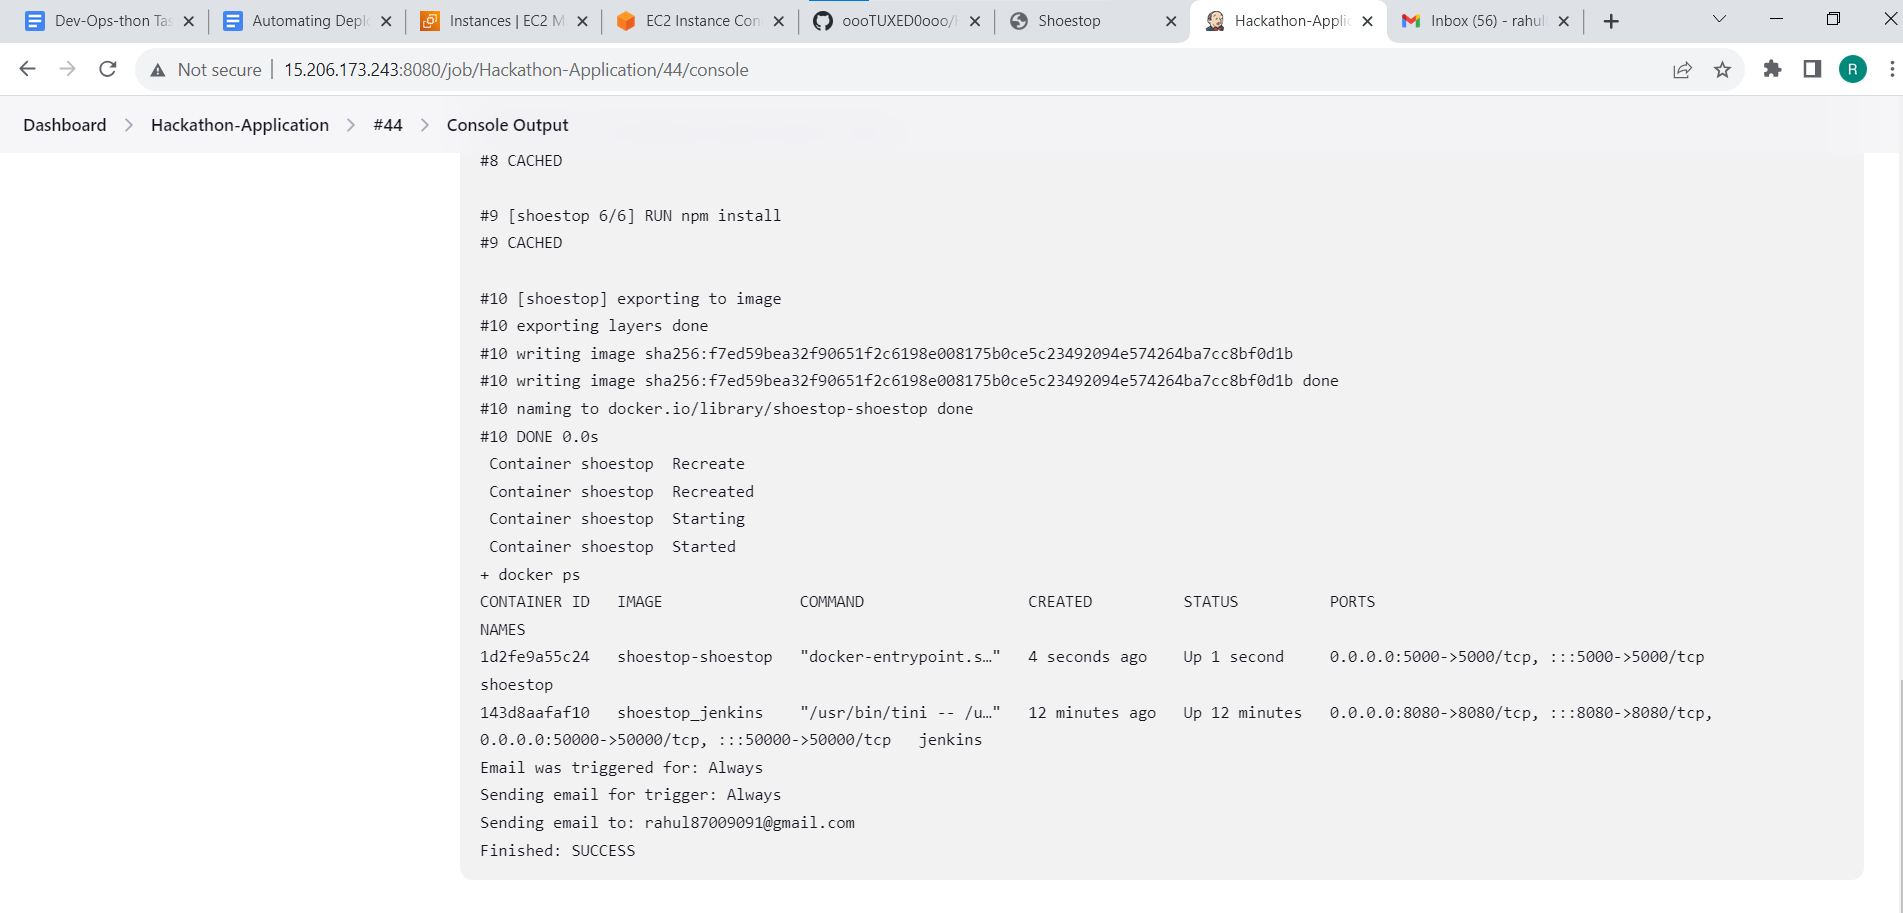 Dev-Ops-thon Tas
Automating Deplo
Instances | EC2 M
EC2 Instance Con
oooTUXED0ooo/
Shoestop
Hackathon-Applic
Inbox (56) - rahul
Not secure
15.206.173.243:8080/job/Hackathon-Application/44/console
R
Dashboard > Hackathon-Application > #44 > Console Output
#8 CACHED
#9 [shoestop 6/6] RUN npm install
#9 CACHED
#10 [shoestop] exporting to image
#10 exporting layers done
#10 writing image sha256:f7ed59bea32f90651f2c6198e008175b0ce5c23492094e574264ba7cc8bf0d1b
#10 writing image sha256:f7ed59bea32f90651f2c6198e008175b0ce5c23492094e574264ba7cc8bf0d1b done
#10 naming to docker.io/library/shoestop-shoestop done
#10 DONE 0.0s
Container shoestop  Recreate
Container shoestop  Recreated
Container shoestop  Starting
Container shoestop  Started
+ docker ps
CONTAINER ID   IMAGE               COMMAND                  CREATED          STATUS          PORTS
NAMES
1d2fe9a55c24   shoestop-shoestop   "docker-entrypoint.s…"   4 seconds ago    Up 1 second     0.0.0.0:5000->5000/tcp, :::5000->5000/tcp
shoestop
143d8aafaf10   shoestop_jenkins    "/usr/bin/tini -- /u…"   12 minutes ago   Up 12 minutes   0.0.0.0:8080->8080/tcp, :::8080->8080/tcp,
0.0.0.0:50000->50000/tcp, :::50000->50000/tcp   jenkins
Email was triggered for: Always
Sending email for trigger: Always
Sending email to: rahul87009091@gmail.com
Finished: SUCCESS